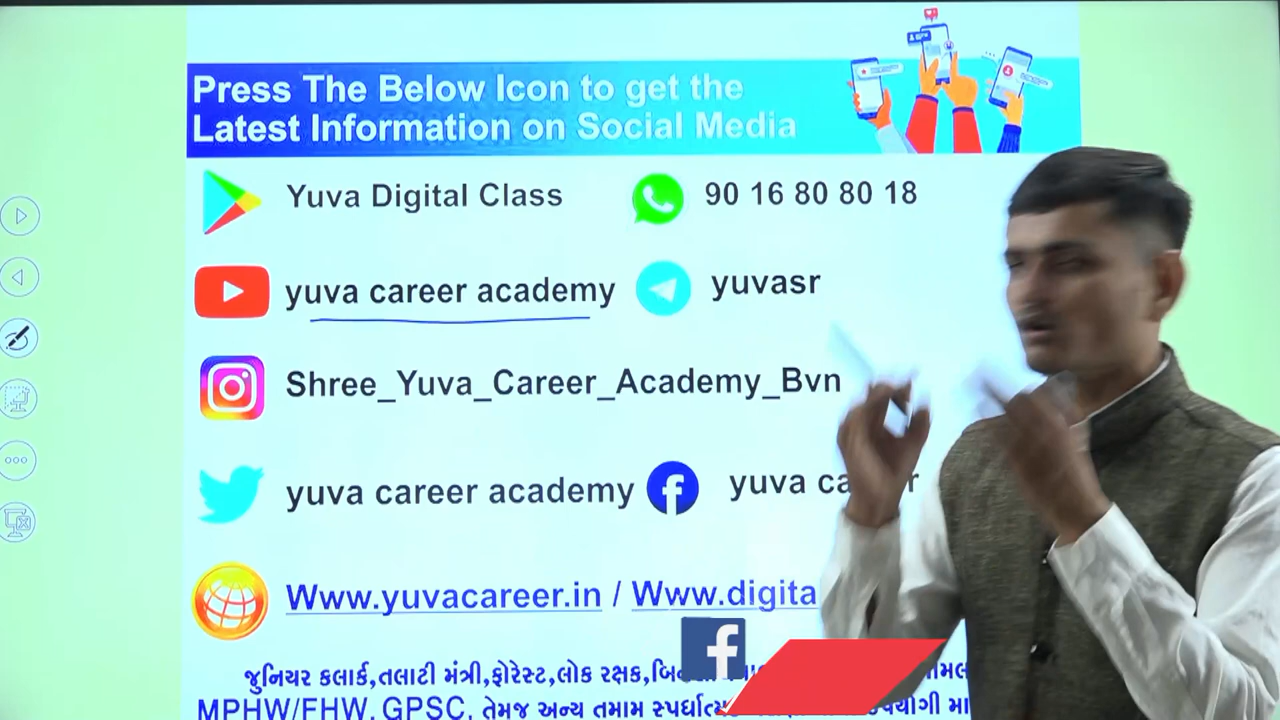 Press The Below Icon to get the
Latest Information on Social Media
Yuva Digital Class
90 16 80 80 18
yuva career academy
yuvasr
Shree_Yuva_Career_Academy_Bvn
yuva career academy
yuva
Www.yuvacareer.in / Www.digita
જુનિયર કલાર્ક,તલાટી મંત્રી,ફોરેસ્ટ,લોક રક્ષક,
MPHW/FHW, GPSC, તેમજ અન્ય તમામ